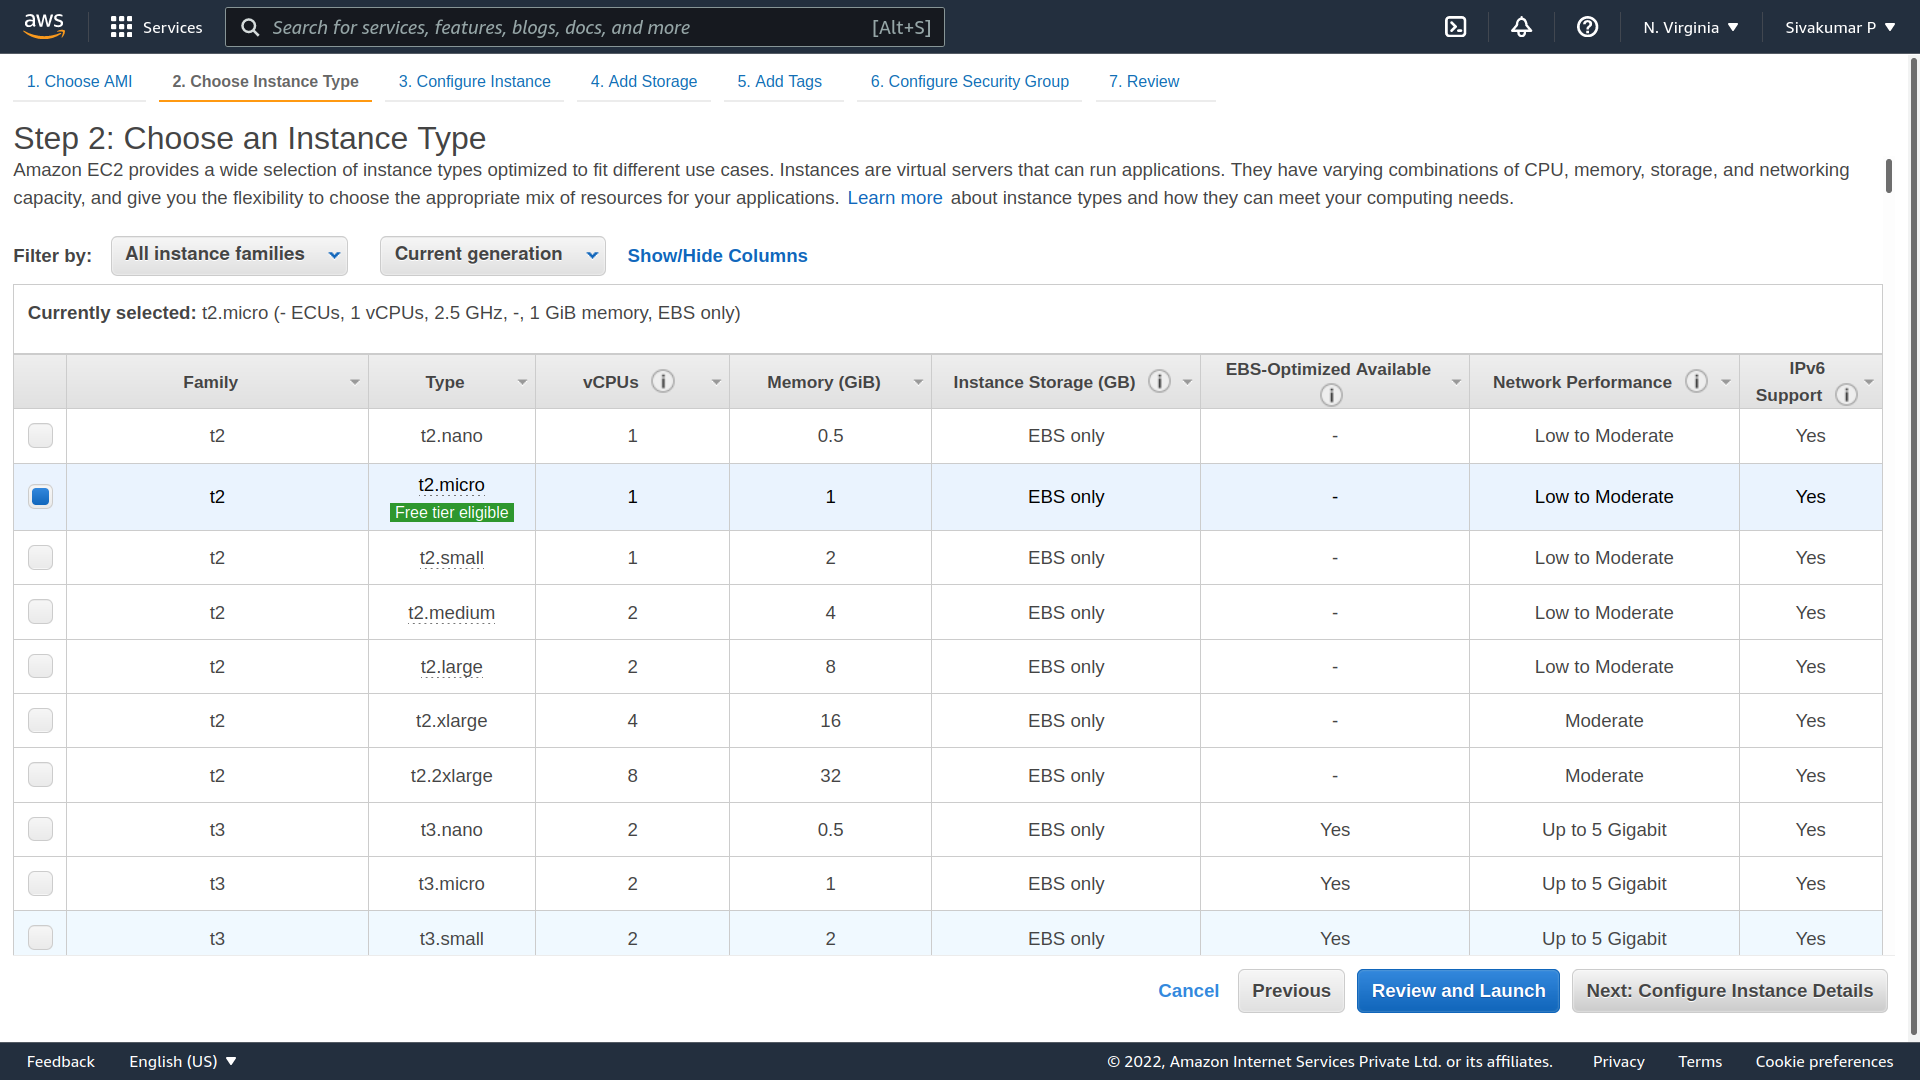 aws Services Search for services, features, blogs, docs, and more [Alt+S] N. Virginia Sivakumar P
1. Choose AMI 2. Choose Instance Type 3. Configure Instance 4. Add Storage 5. Add Tags 6. Configure Security Group 7. Review
Step 2: Choose an Instance Type
Amazon EC2 provides a wide selection of instance types optimized to fit different use cases. Instances are virtual servers that can run applications. They have varying combinations of CPU, memory, storage, and networking
capacity, and give you the flexibility to choose the appropriate mix of resources for your applications. Learn more about instance types and how they can meet your computing needs.
Filter by: All instance families Current generation Show/Hide Columns
Currently selected: t2.micro (- ECUs, 1 vCPUs, 2.5 GHz, -, 1 GiB memory, EBS only)
Family Type vCPUs Memory (GiB) Instance Storage (GB) EBS-Optimized Available Network Performance IPv6 Support
t2 t2.nano 1 0.5 EBS only - Low to Moderate Yes
t2 t2.micro Free tier eligible 1 1 EBS only - Low to Moderate Yes
t2 t2.small 1 2 EBS only - Low to Moderate Yes
t2 t2.medium 2 4 EBS only - Low to Moderate Yes
t2 t2.large 2 8 EBS only - Low to Moderate Yes
t2 t2.xlarge 4 16 EBS only - Moderate Yes
t2 t2.2xlarge 8 32 EBS only - Moderate Yes
t3 t3.nano 2 0.5 EBS only Yes Up to 5 Gigabit Yes
t3 t3.micro 2 1 EBS only Yes Up to 5 Gigabit Yes
t3 t3.small 2 2 EBS only Yes Up to 5 Gigabit Yes
Cancel Previous Review and Launch Next: Configure Instance Details
Feedback English (US) © 2022, Amazon Internet Services Private Ltd. or its affiliates. Privacy Terms Cookie preferences